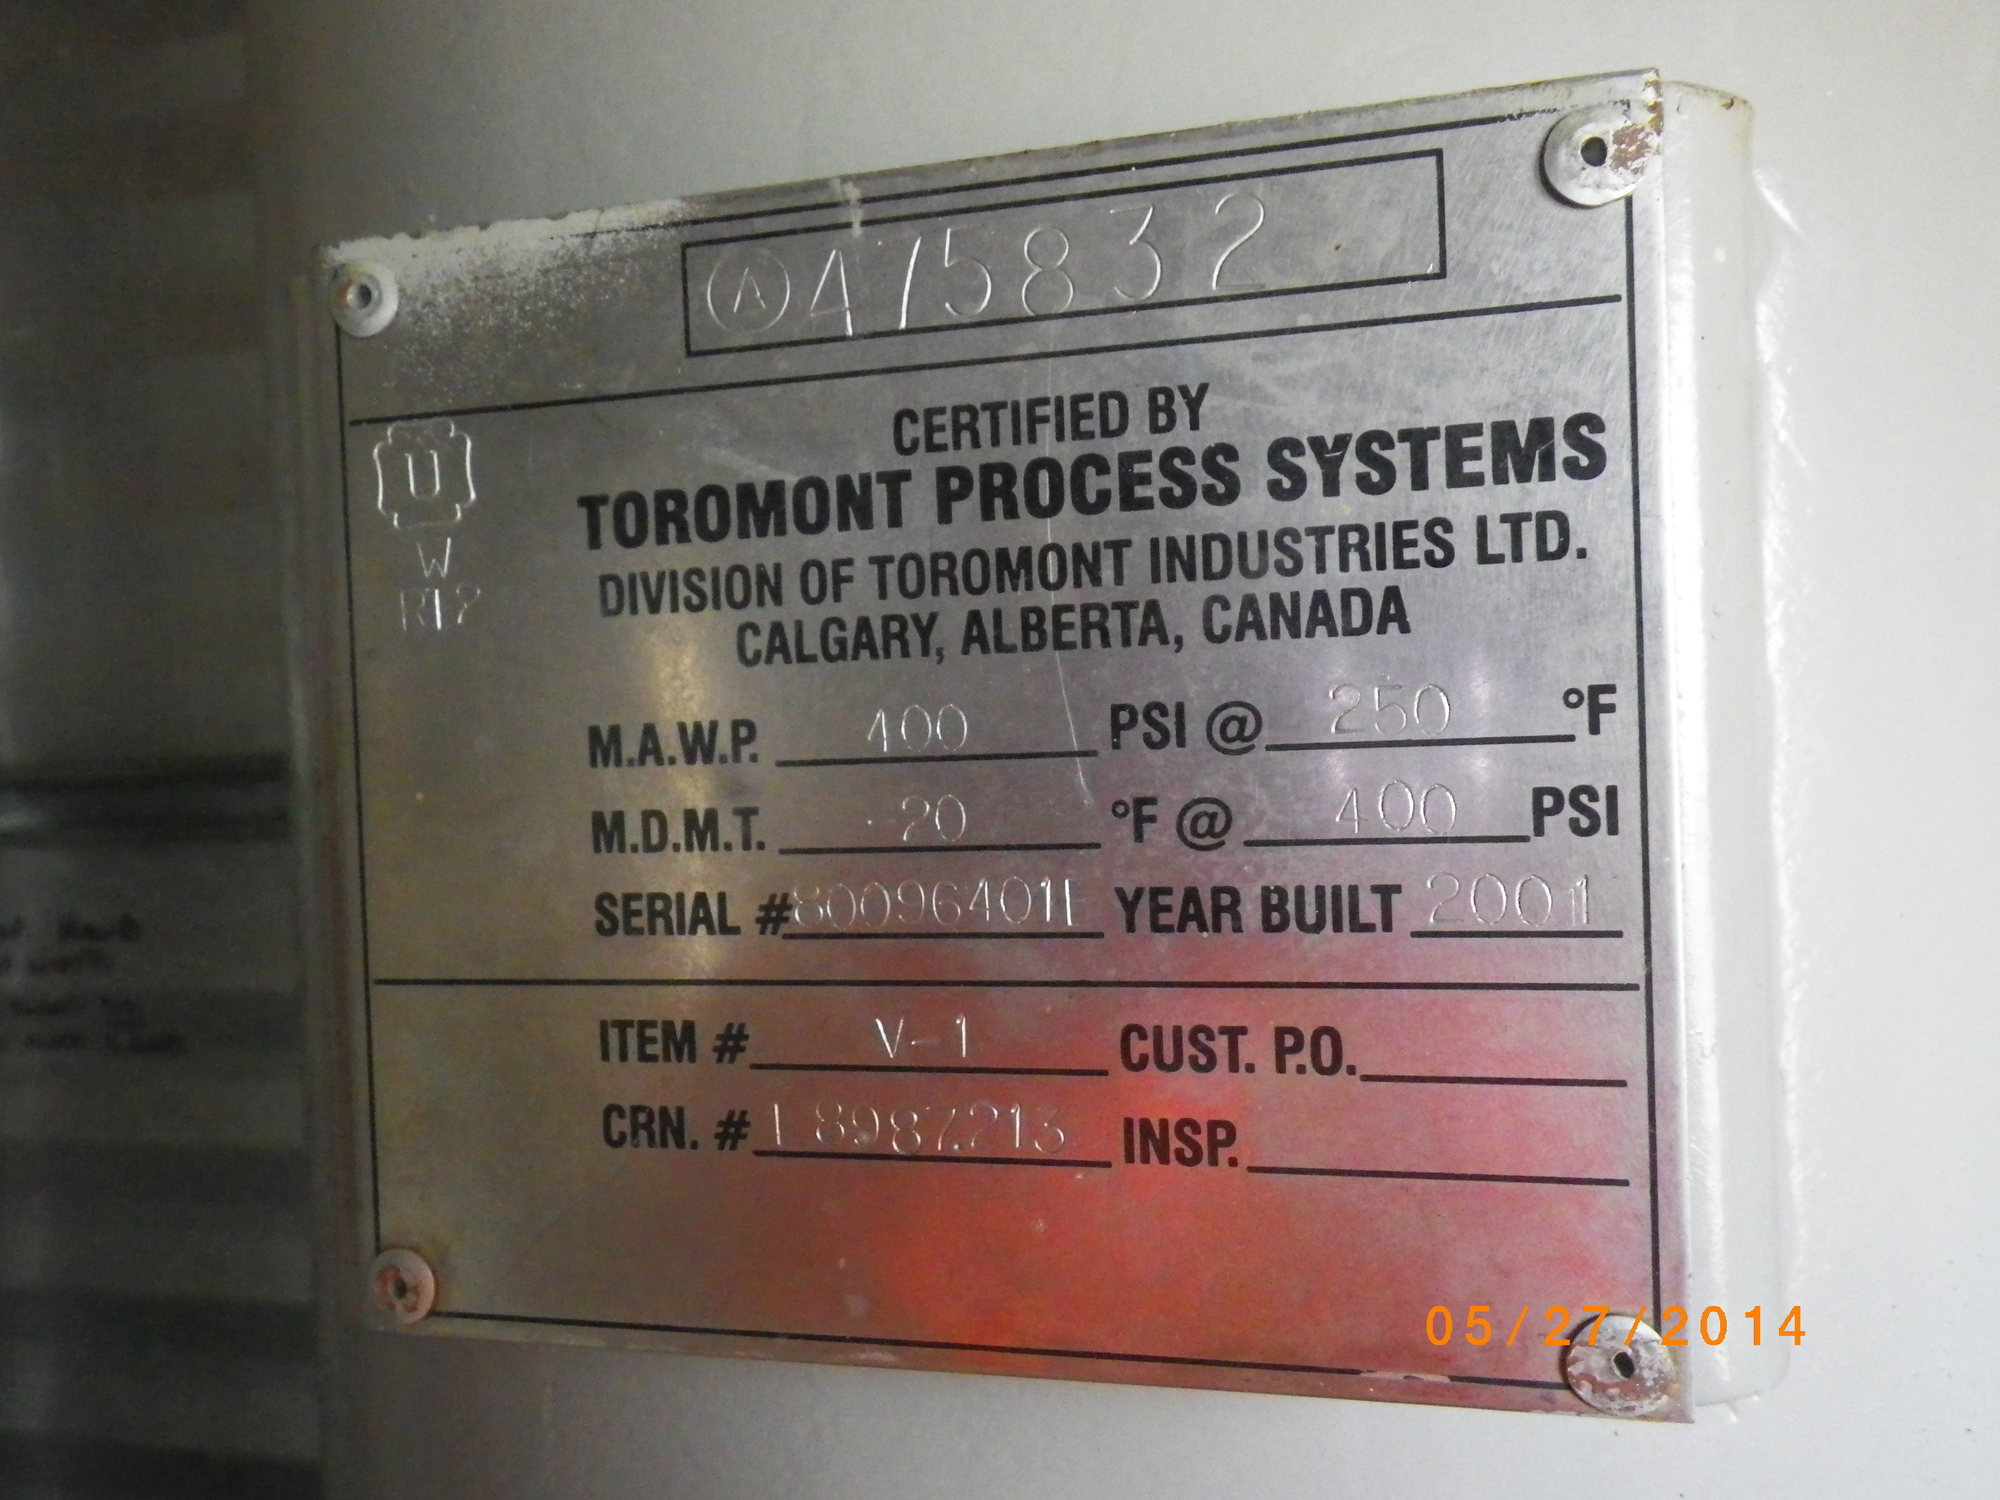 A 475832
CERTIFIED BY
TOROMONT PROCESS SYSTEMS
DIVISION OF TOROMONT INDUSTRIES LTD.
CALGARY, ALBERTA, CANADA
U
W
M.A.W.P. 400 PSI @ 250 °F
M.D.M.T. -20 °F @ 400 PSI
SERIAL # YEAR BUILT 2001
ITEM # V-1 CUST. P.O.
CRN. # INSP.
05/27/2014